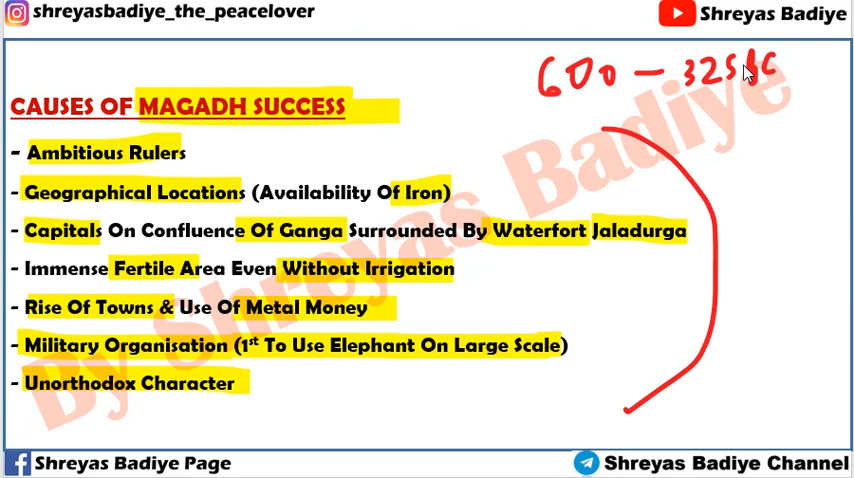 shreyasbadiye_the_peacelover
Shreyas Badiye
600 - 325 BC
CAUSES OF MAGADH SUCCESS
- Ambitious Rulers
- Geographical Locations (Availability Of Iron)
- Capitals On Confluence Of Ganga Surrounded By Waterfort Jaladurga
- Immense Fertile Area Even Without Irrigation
- Rise Of Towns & Use Of Metal Money
- Military Organisation (1st To Use Elephant On Large Scale)
- Unorthodox Character
By Shreyas Badiye
Shreyas Badiye Page
Shreyas Badiye Channel